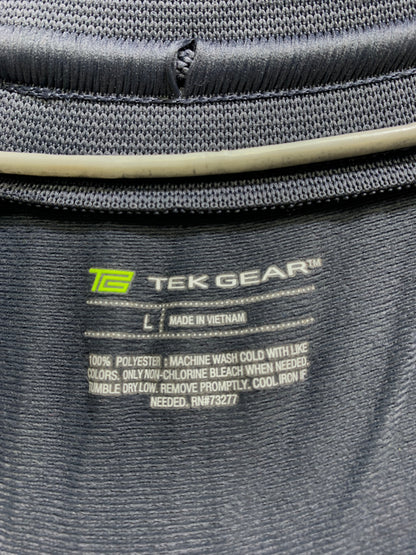 TG TEK GEAR™
L MADE IN VIETNAM
100% POLYESTER : MACHINE WASH COLD WITH LIKE
COLORS. ONLY NON-CHLORINE BLEACH WHEN NEEDED.
TUMBLE DRY LOW. REMOVE PROMPTLY. COOL IRON IF
NEEDED. RN#73277